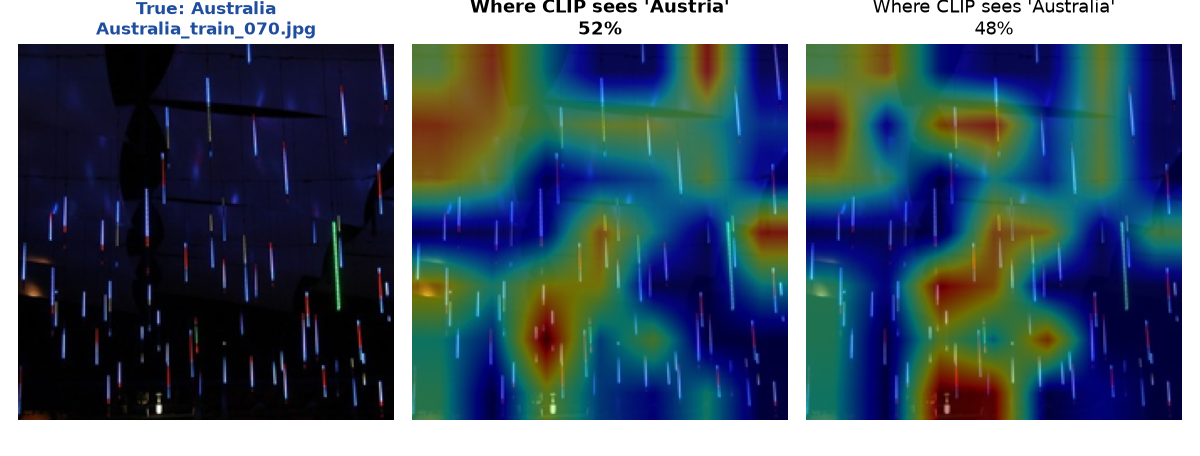 True: Australia
Australia_train_070.jpg
Where CLIP sees 'Austria'
52%
Where CLIP sees 'Australia'
48%